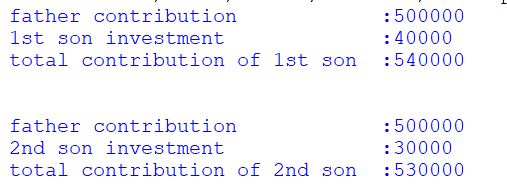 father contribution :500000
1st son investment :40000
total contribution of 1st son :540000
father contribution :500000
2nd son investment :30000
total contribution of 2nd son :530000